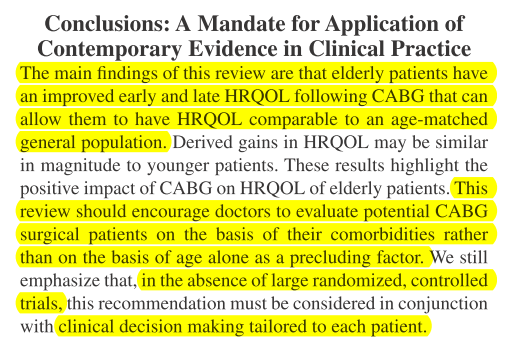 Conclusions: A Mandate for Application of
Contemporary Evidence in Clinical Practice
The main findings of this review are that elderly patients have
an improved early and late HRQOL following CABG that can
allow them to have HRQOL comparable to an age-matched
general population. Derived gains in HRQOL may be similar
in magnitude to younger patients. These results highlight the
positive impact of CABG on HRQOL of elderly patients. This
review should encourage doctors to evaluate potential CABG
surgical patients on the basis of their comorbidities rather
than on the basis of age alone as a precluding factor. We still
emphasize that, in the absence of large randomized, controlled
trials, this recommendation must be considered in conjunction
with clinical decision making tailored to each patient.